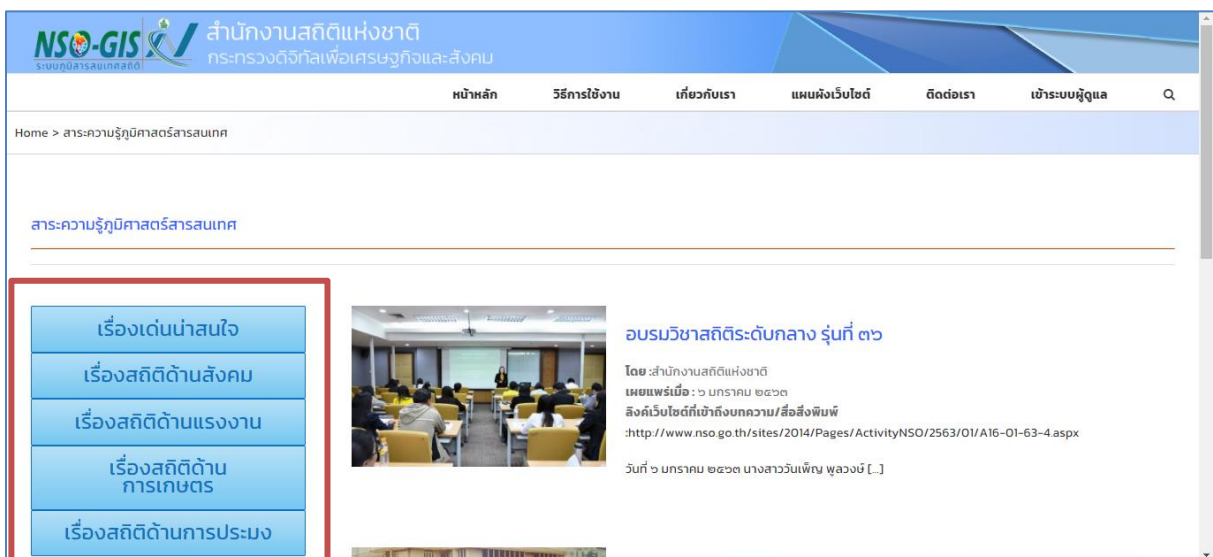 NSO-GIS
ระบบภูมิสารสนเทศสถิติ
สำนักงานสถิติแห่งชาติ
กระทรวงดิจิทัลเพื่อเศรษฐกิจและสังคม
หน้าหลัก วิธีการใช้งาน เกี่ยวกับเรา แผนผังเว็บไซต์ ติดต่อเรา เข้าระบบผู้ดูแล
Home > สาระความรู้ภูมิศาสตร์สารสนเทศ
สาระความรู้ภูมิศาสตร์สารสนเทศ
เรื่องเด่นน่าสนใจ
เรื่องสถิติด้านสังคม
เรื่องสถิติด้านแรงงาน
เรื่องสถิติด้าน
การเกษตร
เรื่องสถิติด้านการประมง
อบรมวิชาสถิติระดับกลาง รุ่นที่ ๓๖
โดย :สำนักงานสถิติแห่งชาติ
เผยแพร่เมื่อ : ๖ มกราคม ๒๕๖๓
ลิงค์เว็บไซต์ที่เข้าถึงบทความ/สื่อสิ่งพิมพ์
:http://www.nso.go.th/sites/2014/Pages/ActivityNSO/2563/01/A16-01-63-4.aspx
วันที่ ๖ มกราคม ๒๕๖๓ นางสาววันเพ็ญ พูลวงษ์ […]